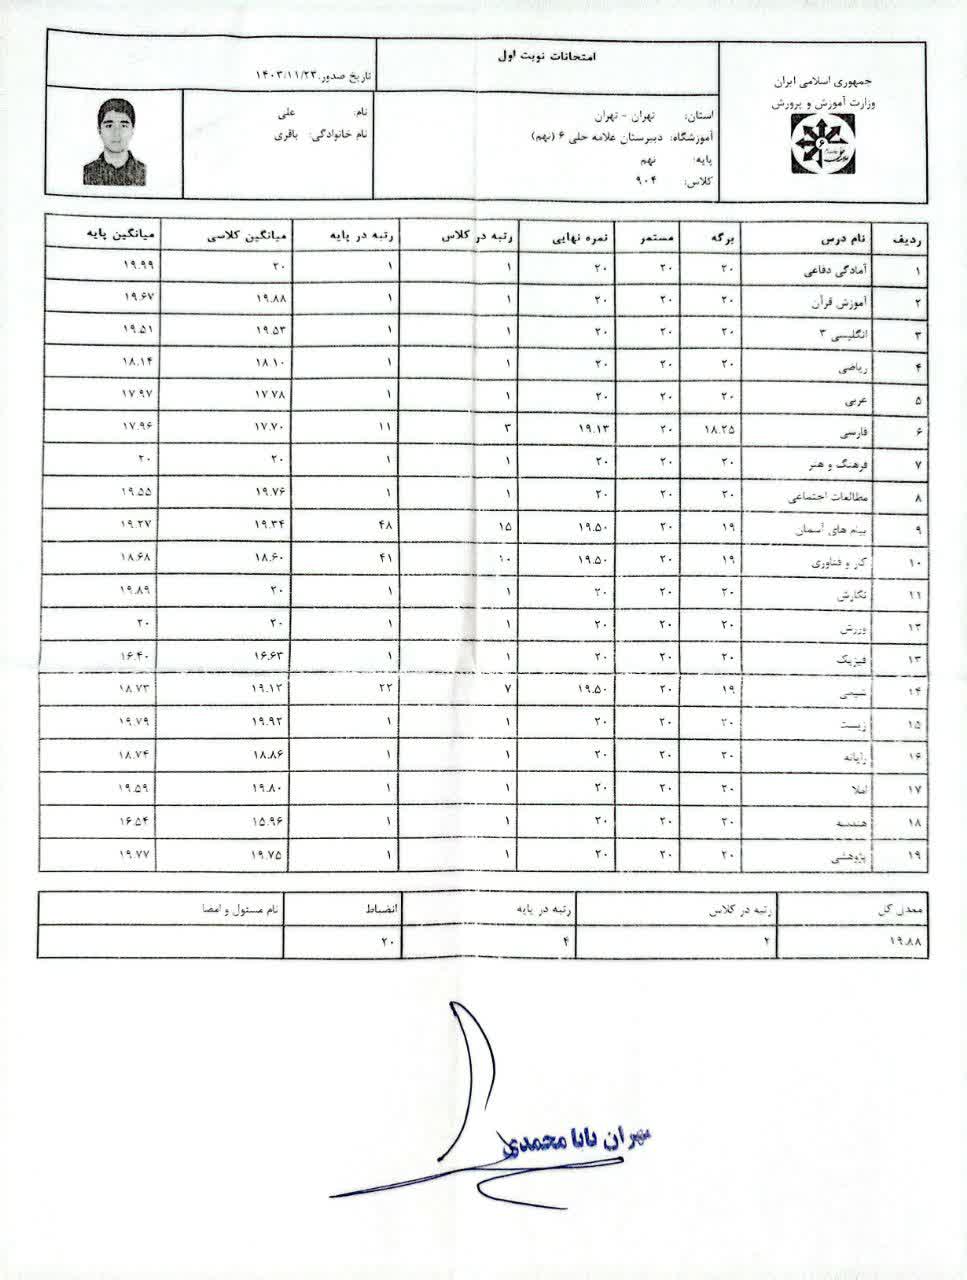 جمهوری اسلامی ایران
وزارت آموزش و پرورش
امتحانات نوبت اول
تاریخ صدور: ۱۴۰۳/۱۱/۲۳
استان: تهران - تهران
آموزشگاه: دبیرستان علامه حلی ۶ (نهم)
پایه: نهم
کلاس: ۹۰۴
نام: علی
نام خانوادگی: باقری
ردیف نام درس برگه مستمر نمره نهایی رتبه در کلاس رتبه در پایه میانگین کلاسی میانگین پایه
۱ آمادگی دفاعی ۲۰ ۲۰ ۲۰ ۱ ۱ ۲۰ ۱۹.۹۹
۲ آموزش قرآن ۲۰ ۲۰ ۲۰ ۱ ۱ ۱۹.۸۸ ۱۹.۶۷
۳ انگلیسی ۳ ۲۰ ۲۰ ۲۰ ۱ ۱ ۱۹.۵۳ ۱۹.۵۱
۴ ریاضی ۲۰ ۲۰ ۲۰ ۱ ۱ ۱۸.۱۰ ۱۸.۱۴
۵ عربی ۲۰ ۲۰ ۲۰ ۱ ۱ ۱۷.۷۸ ۱۷.۹۷
۶ فارسی ۱۸.۲۵ ۲۰ ۱۹.۱۳ ۳ ۱۱ ۱۷.۷۰ ۱۷.۹۶
۷ فرهنگ و هنر ۲۰ ۲۰ ۲۰ ۱ ۱ ۲۰ ۲۰
۸ مطالعات اجتماعی ۲۰ ۲۰ ۲۰ ۱ ۱ ۱۹.۷۶ ۱۹.۵۵
۹ پیام های آسمان ۱۹ ۲۰ ۱۹.۵۰ ۱۵ ۴۸ ۱۹.۳۴ ۱۹.۲۷
۱۰ کار و فناوری ۱۹ ۲۰ ۱۹.۵۰ ۱۰ ۴۱ ۱۸.۶۰ ۱۸.۶۸
۱۱ نگارش ۲۰ ۲۰ ۲۰ ۱ ۱ ۲۰ ۱۹.۸۹
۱۲ ورزش ۲۰ ۲۰ ۲۰ ۱ ۱ ۲۰ ۲۰
۱۳ فیزیک ۲۰ ۲۰ ۲۰ ۱ ۱ ۱۶.۶۳ ۱۶.۴۰
۱۴ شیمی ۱۹ ۲۰ ۱۹.۵۰ ۷ ۲۲ ۱۹.۱۲ ۱۸.۷۳
۱۵ زیست ۲۰ ۲۰ ۲۰ ۱ ۱ ۱۹.۹۲ ۱۹.۷۹
۱۶ رایانه ۲۰ ۲۰ ۲۰ ۱ ۱ ۱۸.۸۶ ۱۸.۷۴
۱۷ املا ۲۰ ۲۰ ۲۰ ۱ ۱ ۱۹.۸۰ ۱۹.۵۹
۱۸ هندسه ۲۰ ۲۰ ۲۰ ۱ ۱ ۱۵.۹۶ ۱۶.۵۴
۱۹ پژوهشی ۲۰ ۲۰ ۲۰ ۱ ۱ ۱۹.۷۵ ۱۹.۷۷
معدل کل رتبه در کلاس رتبه در پایه انضباط نام مسئول و امضا
۱۹.۸۸ ۲ ۴ ۲۰
مهران بابا محمدی